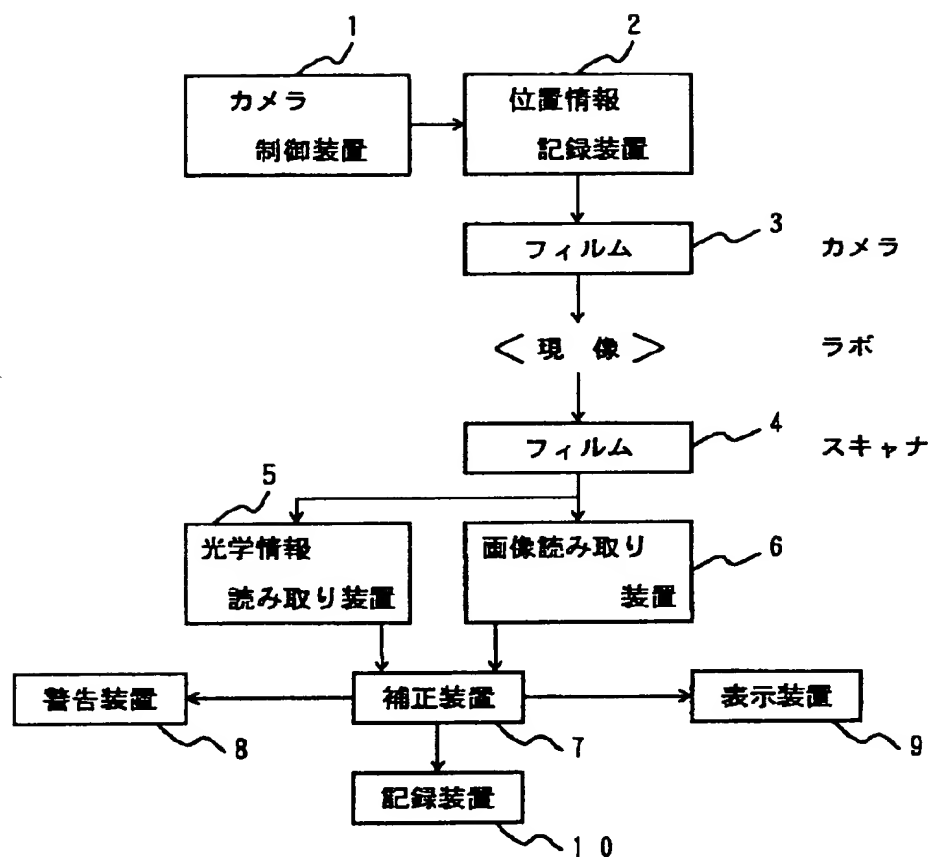 1
2
カメラ
制御装置
位置情報
記録装置
3
フィルム
カメラ
<現 像>
ラボ
4
フィルム
スキャナ
5
光学情報
読み取り装置
画像読み取り
装置
6
警告装置
補正装置
表示装置
8
7
9
記録装置
10